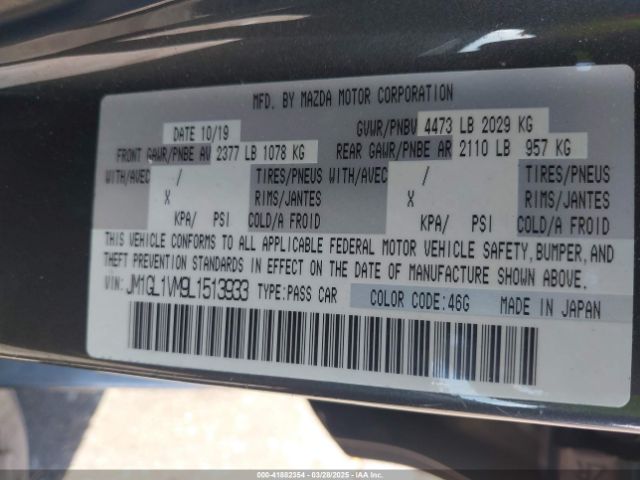 MFD. BY MAZDA MOTOR CORPORATION
DATE 10/19 GVWR/PNBV 4473 LB 2029 KG
FRONT GAWR/PNBE AV 2377 LB 1078 KG REAR GAWR/PNBE AR 2110 LB 957 KG
WITH/AVEC / TIRES/PNEUS WITH/AVEC / TIRES/PNEUS
X RIMS/JANTES X RIMS/JANTES
KPA/ PSI COLD/A FROID KPA/ PSI COLD/A FROID
THIS VEHICLE CONFORMS TO ALL APPLICABLE FEDERAL MOTOR VEHICLE SAFETY, BUMPER, AND
THEFT PREVENTION STANDARDS IN EFFECT ON THE DATE OF MANUFACTURE SHOWN ABOVE.
VIN: JM1GL1VM9L1513933 TYPE:PASS CAR COLOR CODE:46G MADE IN JAPAN
000-41882354 | 03/28/2025 | IAA Inc.